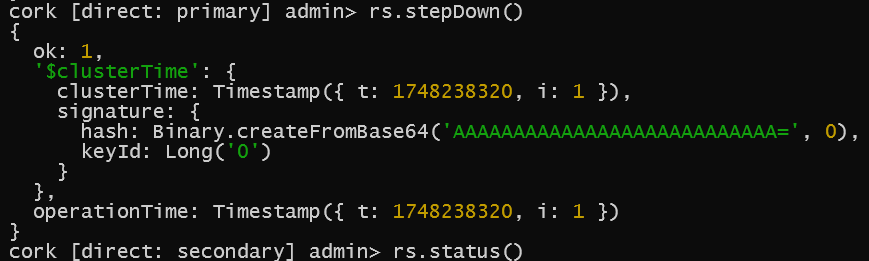 cork [direct: primary] admin> rs.stepDown()
{
  ok: 1,
  '$clusterTime': {
    clusterTime: Timestamp({ t: 1748238320, i: 1 }),
    signature: {
      hash: Binary.createFromBase64('AAAAAAAAAAAAAAAAAAAAAAAAAAA=', 0),
      keyId: Long('0')
    }
  },
  operationTime: Timestamp({ t: 1748238320, i: 1 })
}
cork [direct: secondary] admin> rs.status()